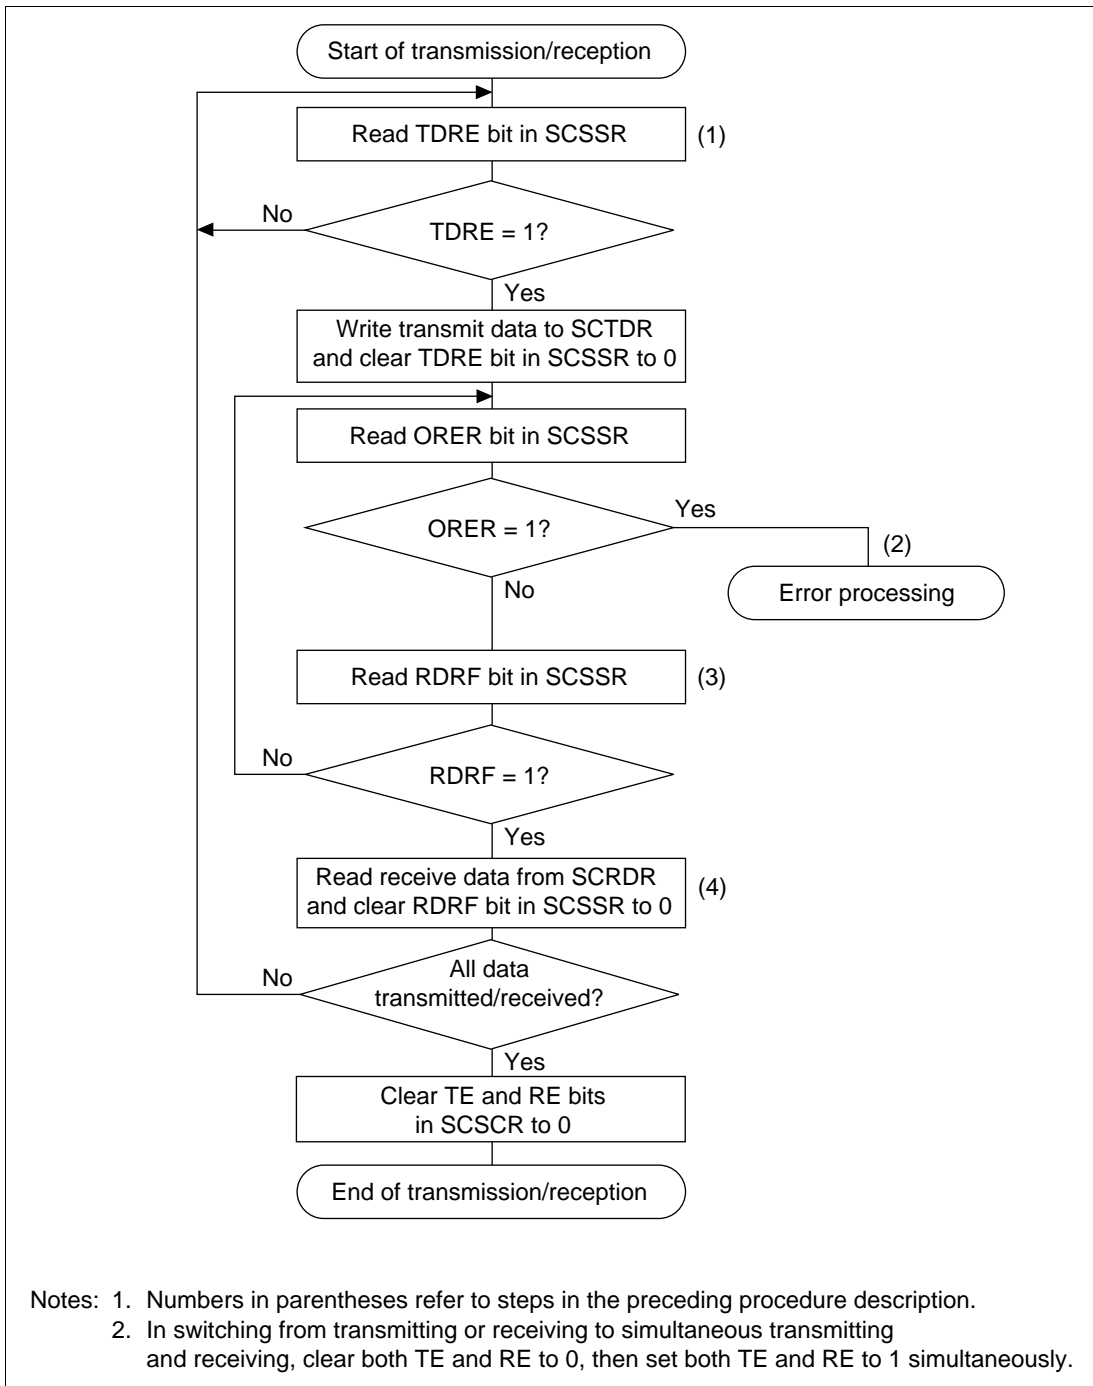 Start of transmission/reception
Read TDRE bit in SCSSR
(1)
No
TDRE = 1?
Yes
Write transmit data to SCTDR
and clear TDRE bit in SCSSR to 0
Read ORER bit in SCSSR
Yes
ORER = 1?
(2)
No
Error processing
Read RDRF bit in SCSSR
(3)
No
RDRF = 1?
Yes
Read receive data from SCRDR
and clear RDRF bit in SCSSR to 0
(4)
No
All data
transmitted/received?
Yes
Clear TE and RE bits
in SCSCR to 0
End of transmission/reception
Notes: 1. Numbers in parentheses refer to steps in the preceding procedure description.
2. In switching from transmitting or receiving to simultaneous transmitting
and receiving, clear both TE and RE to 0, then set both TE and RE to 1 simultaneously.